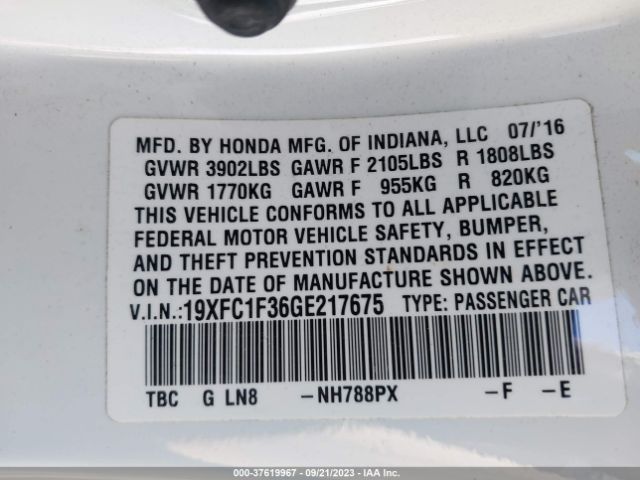 MFD. BY HONDA MFG. OF INDIANA, LLC 07/'16
GVWR 3902LBS GAWR F 2105LBS R 1808LBS
GVWR 1770KG GAWR F 955KG R 820KG
THIS VEHICLE CONFORMS TO ALL APPLICABLE
FEDERAL MOTOR VEHICLE SAFETY, BUMPER,
AND THEFT PREVENTION STANDARDS IN EFFECT
ON THE DATE OF MANUFACTURE SHOWN ABOVE.
V.I.N.:19XFC1F36GE217675 TYPE: PASSENGER CAR
TBC G LN8 -NH788PX -F -E
000-37619967 - 09/21/2023 - IAA Vehicle Services